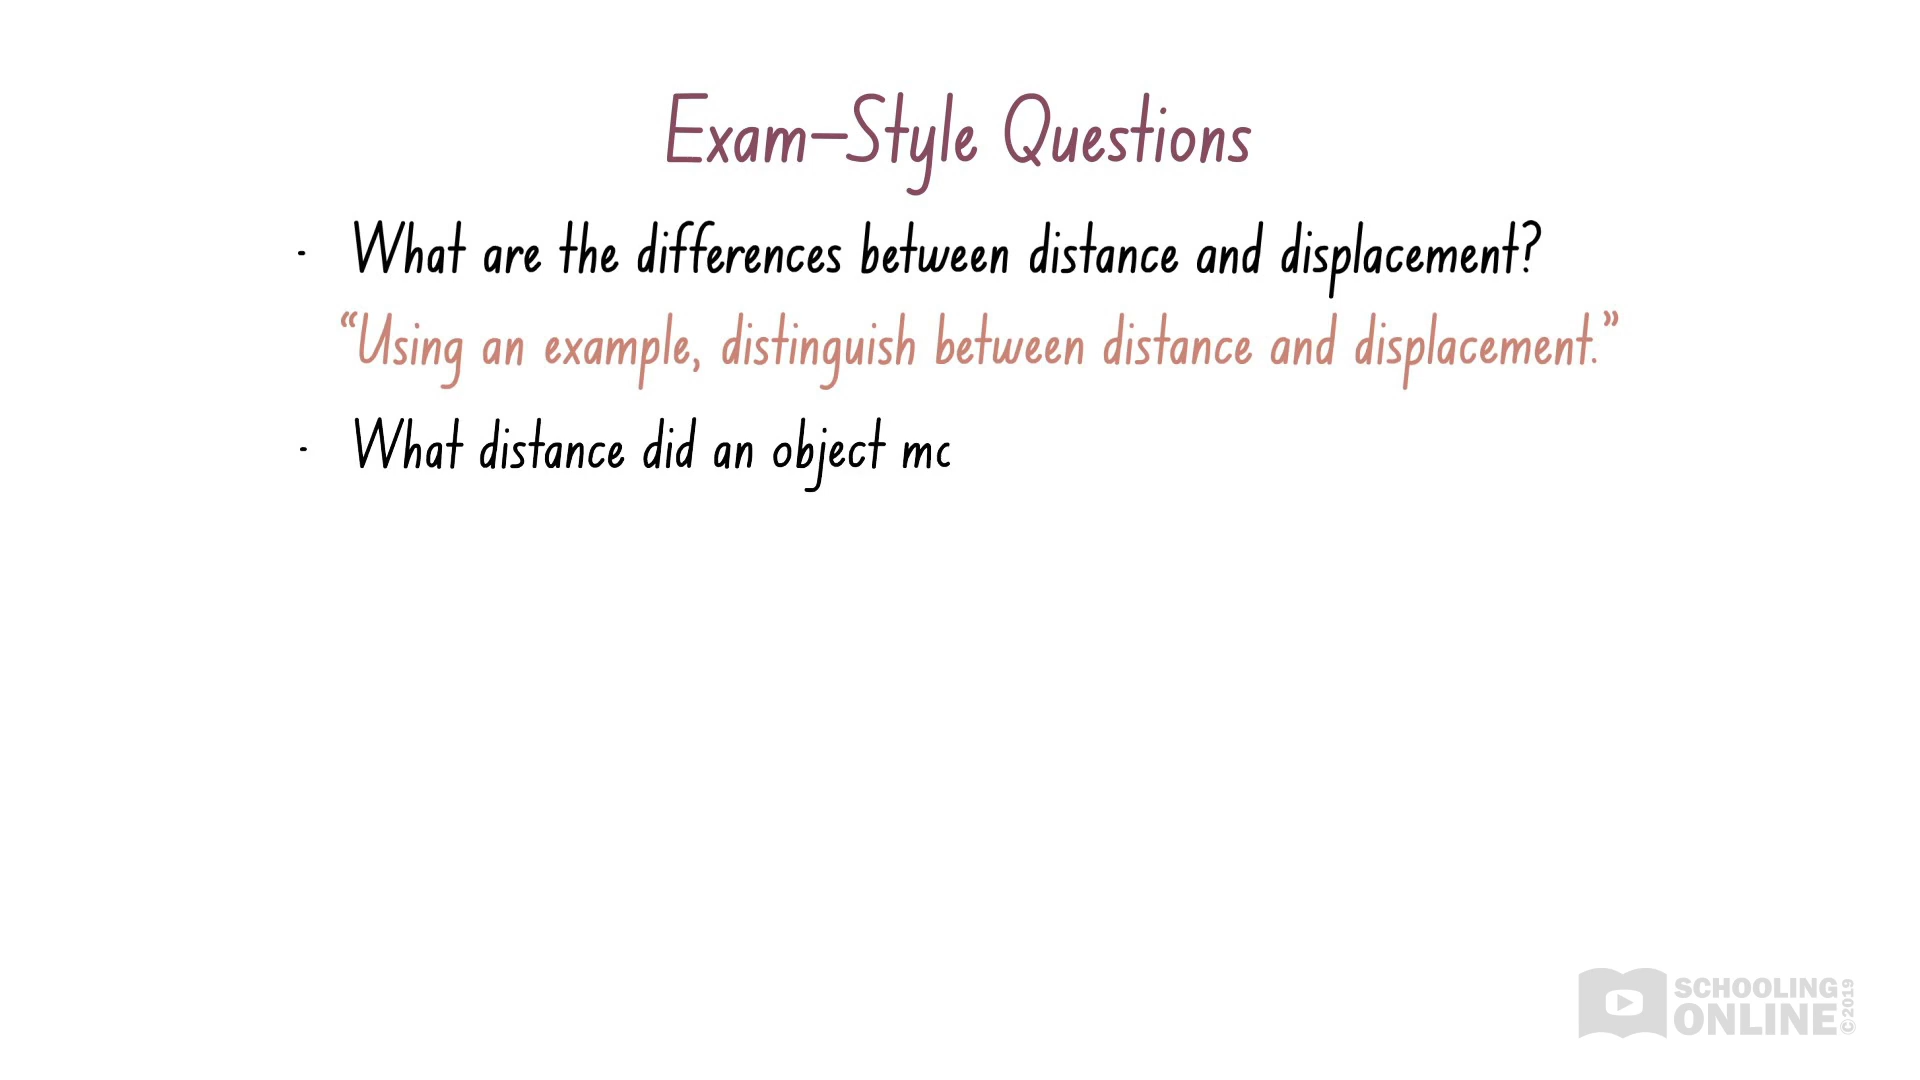 Exam–Style Questions
- What are the differences between distance and displacement?
“Using an example, distinguish between distance and displacement.”
- What distance did an object mc
SCHOOLING
ONLINE
©2019